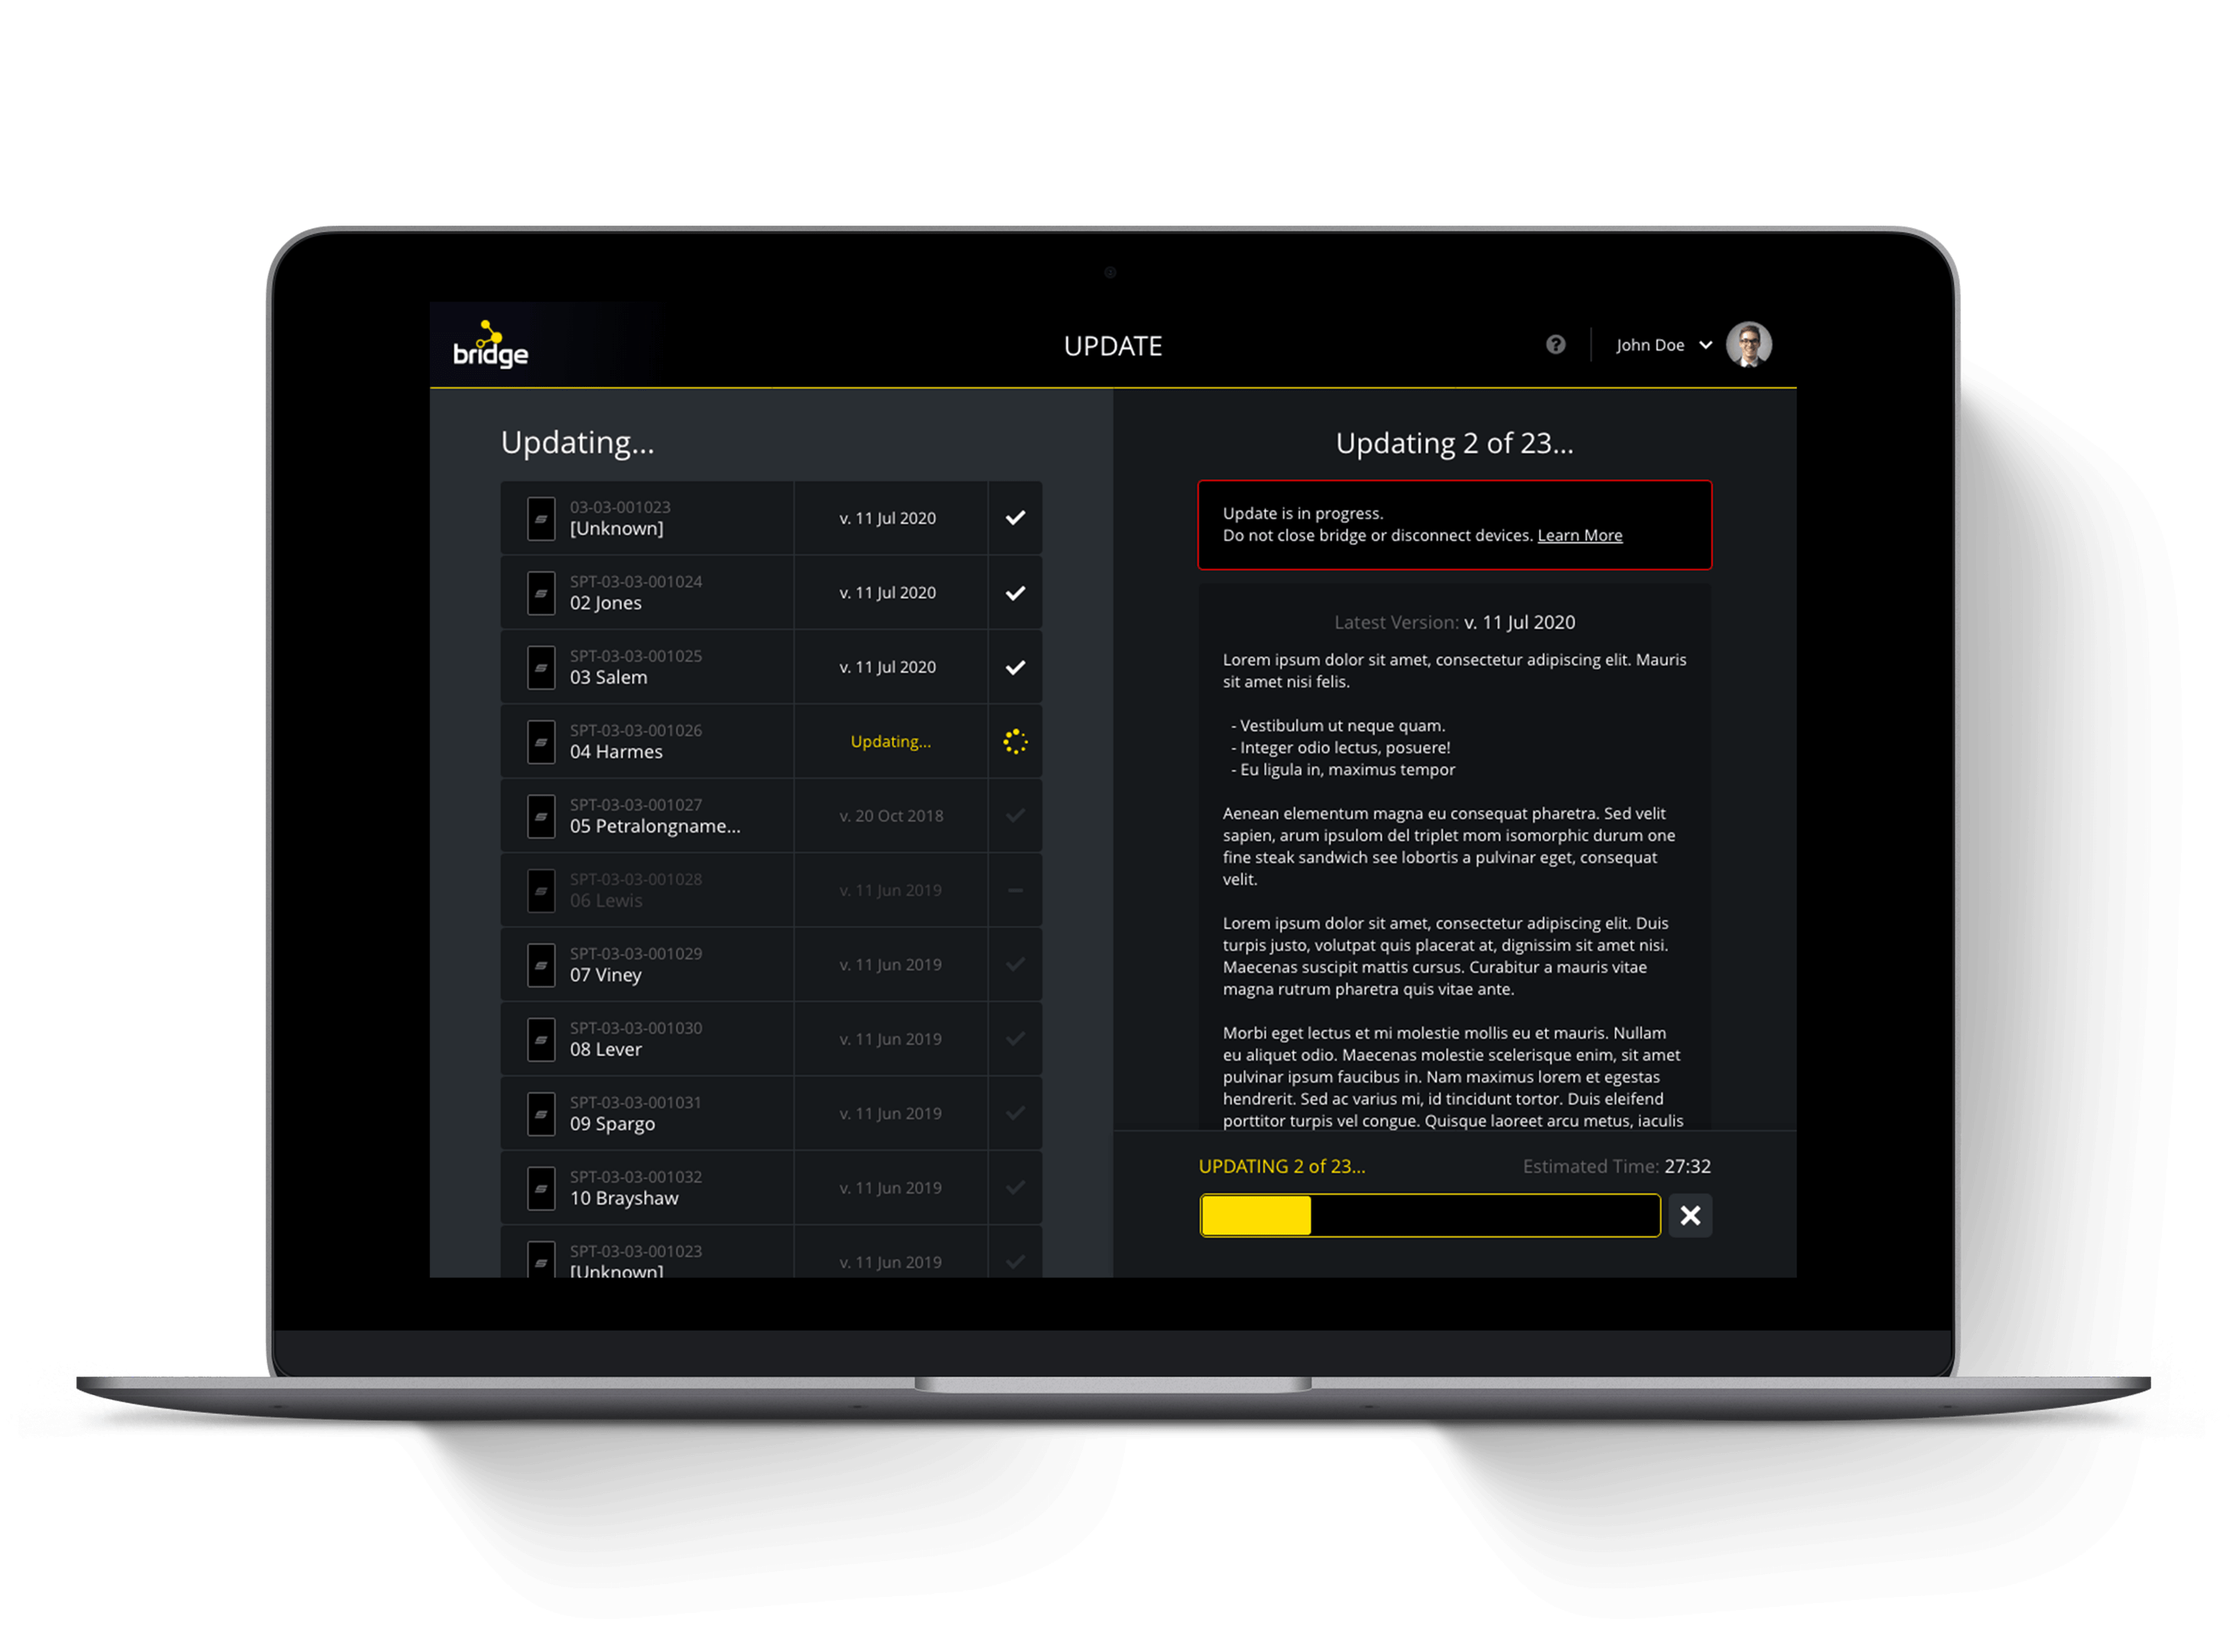 bridge
UPDATE
?
John Doe
Updating...
03-03-001023
[Unknown]
v. 11 Jul 2020
SPT-03-03-001024
02 Jones
v. 11 Jul 2020
SPT-03-03-001025
03 Salem
v. 11 Jul 2020
SPT-03-03-001026
04 Harmes
Updating...
SPT-03-03-001027
05 Petralongname...
v. 20 Oct 2018
SPT-03-03-001028
06 Lewis
v. 11 Jun 2019
SPT-03-03-001029
07 Viney
v. 11 Jun 2019
SPT-03-03-001030
08 Lever
v. 11 Jun 2019
SPT-03-03-001031
09 Spargo
v. 11 Jun 2019
SPT-03-03-001032
10 Brayshaw
v. 11 Jun 2019
SPT-03-03-001023
[Unknown]
v. 11 Jun 2019
Updating 2 of 23...
Update is in progress.
Do not close bridge or disconnect devices. Learn More
Latest Version: v. 11 Jul 2020
Lorem ipsum dolor sit amet, consectetur adipiscing elit. Mauris
sit amet nisi felis.
- Vestibulum ut neque quam.
- Integer odio lectus, posuere!
- Eu ligula in, maximus tempor
Aenean elementum magna eu consequat pharetra. Sed velit
sapien, arum ipsulom del triplet mom isomorphic durum one
fine steak sandwich see lobortis a pulvinar eget, consequat
velit.
Lorem ipsum dolor sit amet, consectetur adipiscing elit. Duis
turpis justo, volutpat quis placerat at, dignissim sit amet nisi.
Maecenas suscipit mattis cursus. Curabitur a mauris vitae
magna rutrum pharetra quis vitae ante.
Morbi eget lectus et mi molestie mollis eu et mauris. Nullam
eu aliquet odio. Maecenas molestie scelerisque enim, sit amet
pulvinar ipsum faucibus in. Nam maximus lorem et egestas
hendrerit. Sed ac varius mi, id tincidunt tortor. Duis eleifend
porttitor turpis vel congue. Quisque laoreet arcu metus, iaculis
UPDATING 2 of 23...
Estimated Time: 27:32